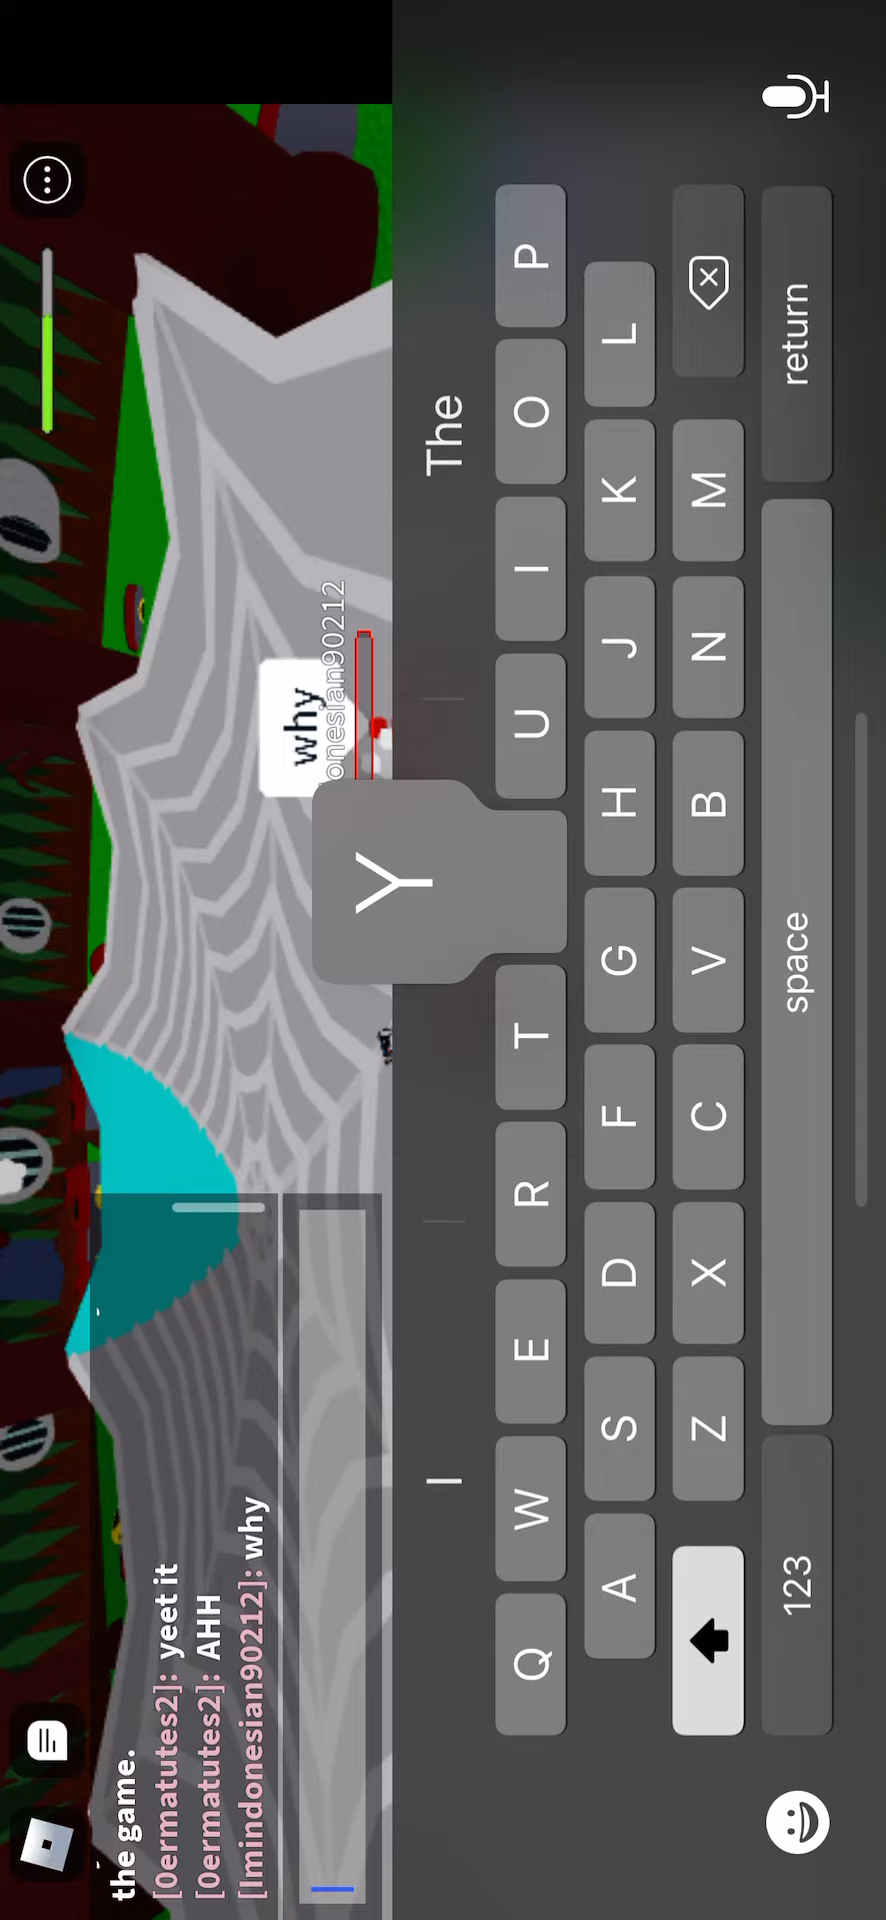 the game.
[0ermatutes2]: yeet it
[0ermatutes2]: AHH
[Imindonesian90212]: why
why
onesian90212
I
The
Q W E R T Y U I O P
A S D F G H J K L
Z X C V B N M
123 space return